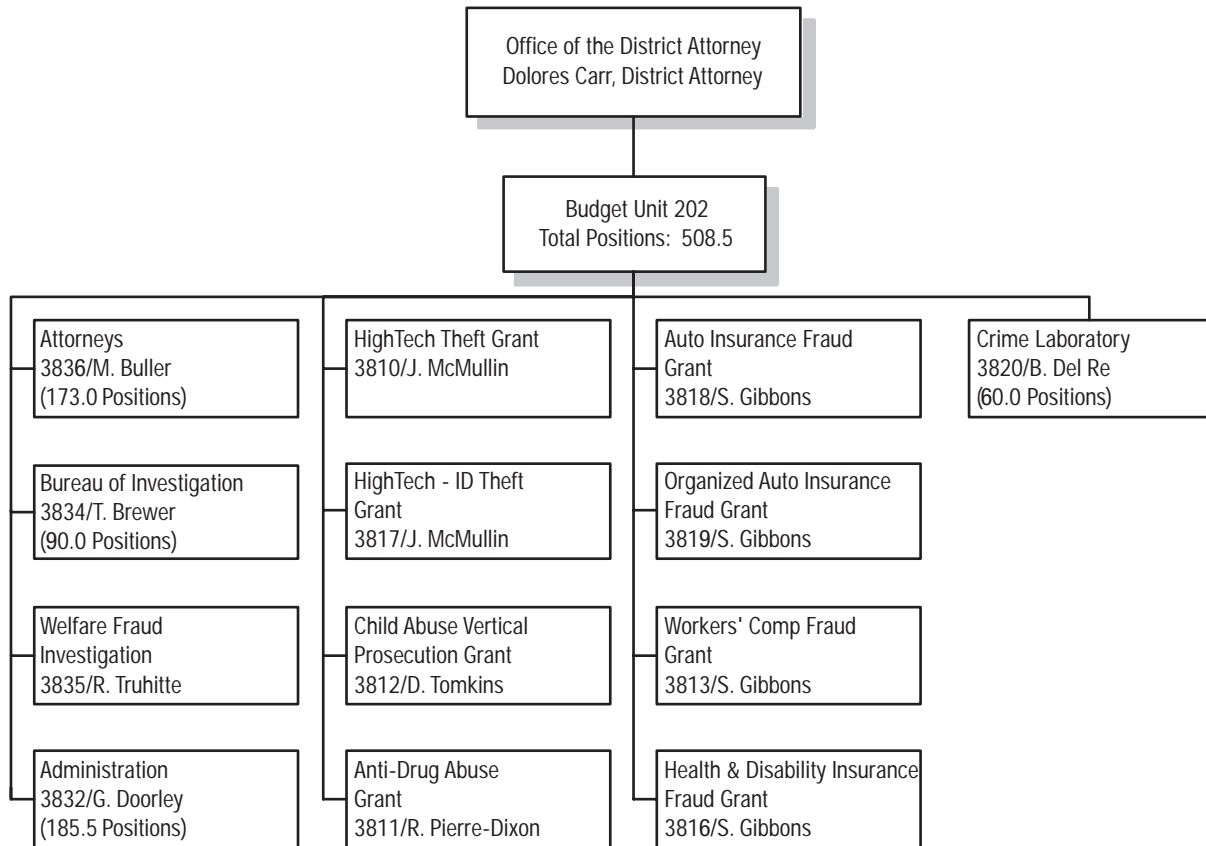 Office of the District Attorney
Dolores Carr, District Attorney
Budget Unit 202
Total Positions: 508.5
Attorneys
3836/M. Buller
(173.0 Positions)
Bureau of Investigation
3834/T. Brewer
(90.0 Positions)
Welfare Fraud
Investigation
3835/R. Truhitte
Administration
3832/G. Doorley
(185.5 Positions)
HighTech Theft Grant
3810/J. McMullin
HighTech - ID Theft
Grant
3817/J. McMullin
Child Abuse Vertical
Prosecution Grant
3812/D. Tomkins
Anti-Drug Abuse
Grant
3811/R. Pierre-Dixon
Auto Insurance Fraud
Grant
3818/S. Gibbons
Organized Auto Insurance
Fraud Grant
3819/S. Gibbons
Workers' Comp Fraud
Grant
3813/S. Gibbons
Health & Disability Insurance
Fraud Grant
3816/S. Gibbons
Crime Laboratory
3820/B. Del Re
(60.0 Positions)